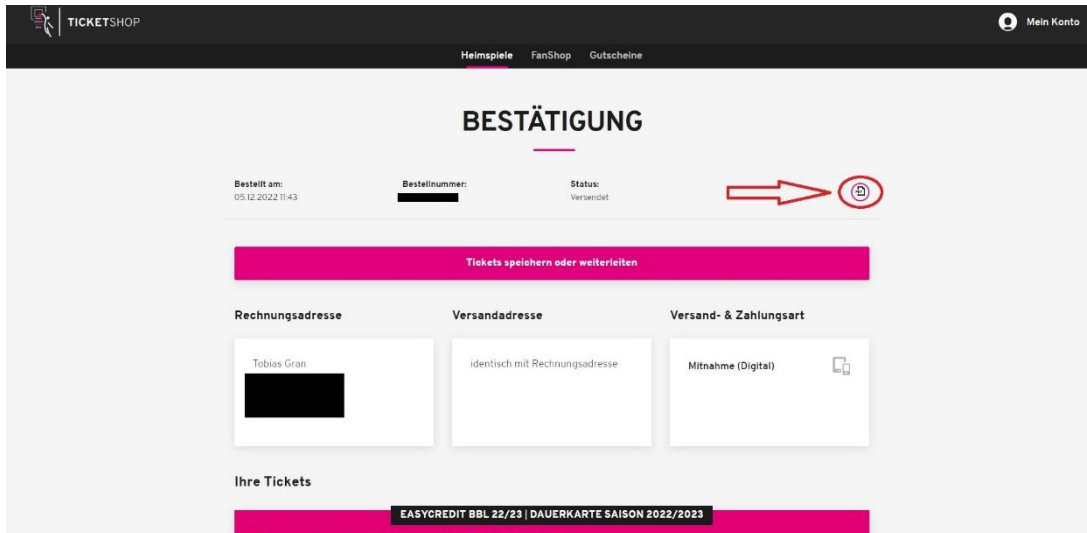 TICKETSHOP
Mein Konto
Heimspiele FanShop Gutscheine
BESTÄTIGUNG
Bestellt am: Bestellnummer: Status:
05.12.2022 11:43 Versendet
Tickets speichern oder weiterleiten
Rechnungsadresse Versandadresse Versand- & Zahlungsart
Tobias Gran identisch mit Rechnungsadresse Mitnahme (Digital)
Ihre Tickets
EASYCREDIT BBL 22/23 | DAUERKARTE SAISON 2022/2023